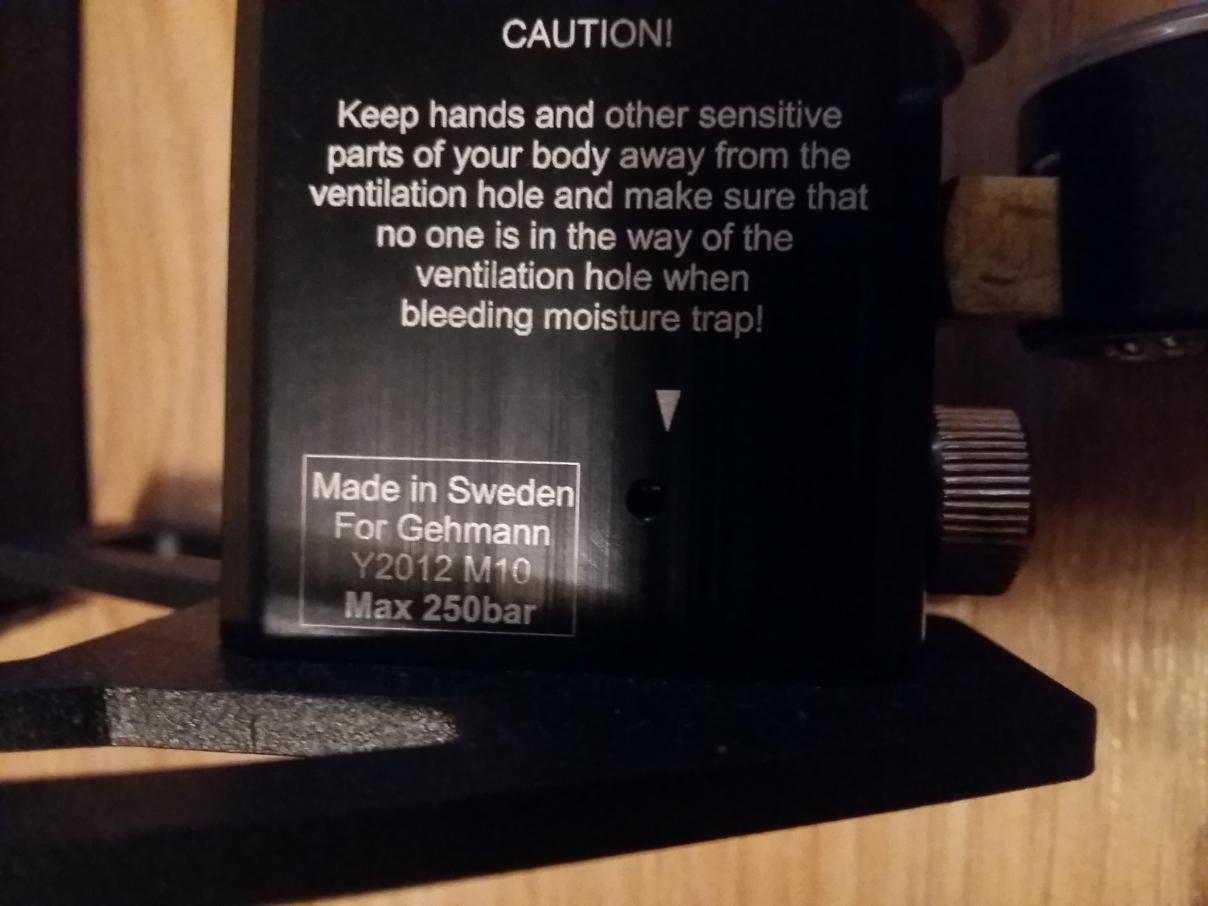 CAUTION!
Keep hands and other sensitive
parts of your body away from the
ventilation hole and make sure that
no one is in the way of the
ventilation hole when
bleeding moisture trap!
Made in Sweden
For Gehmann
Y2012 M10
Max 250bar